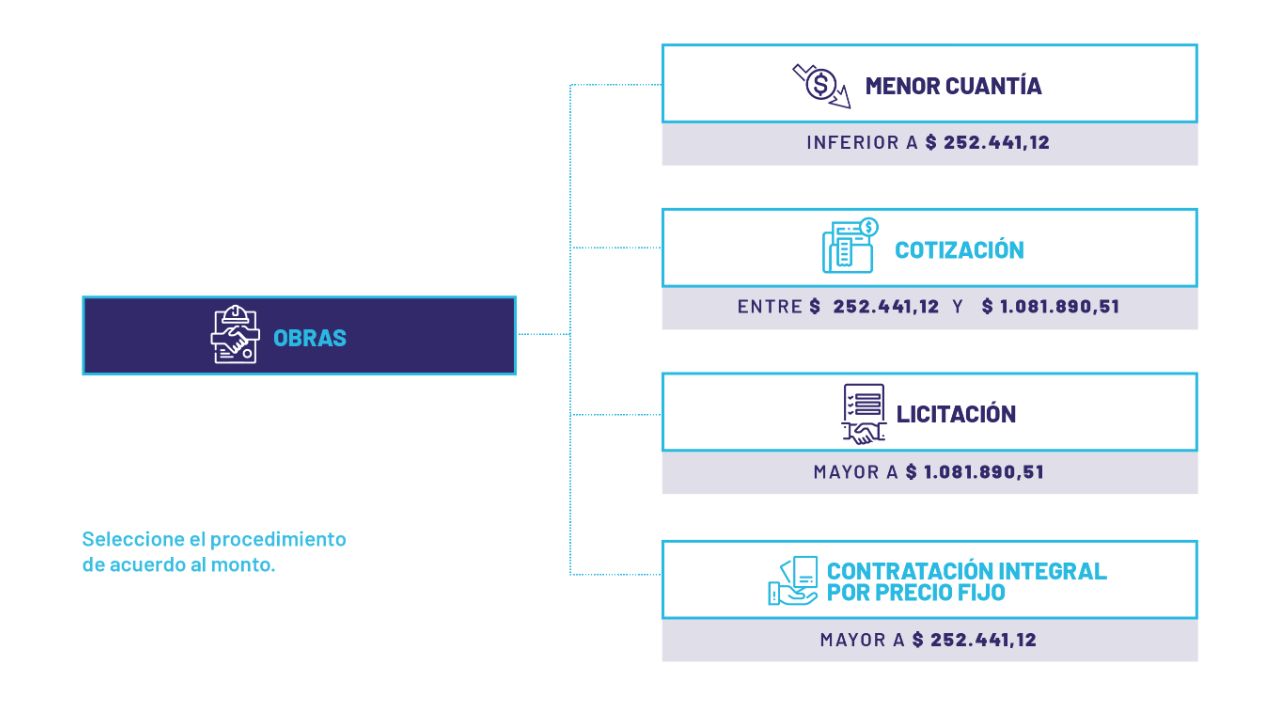 MENOR CUANTÍA
INFERIOR A $ 252.441,12
COTIZACIÓN
ENTRE $ 252.441,12 Y $ 1.081.890,51
OBRAS
LICITACIÓN
MAYOR A $ 1.081.890,51
Seleccione el procedimiento
de acuerdo al monto.
CONTRATACIÓN INTEGRAL
POR PRECIO FIJO
MAYOR A $ 252.441,12